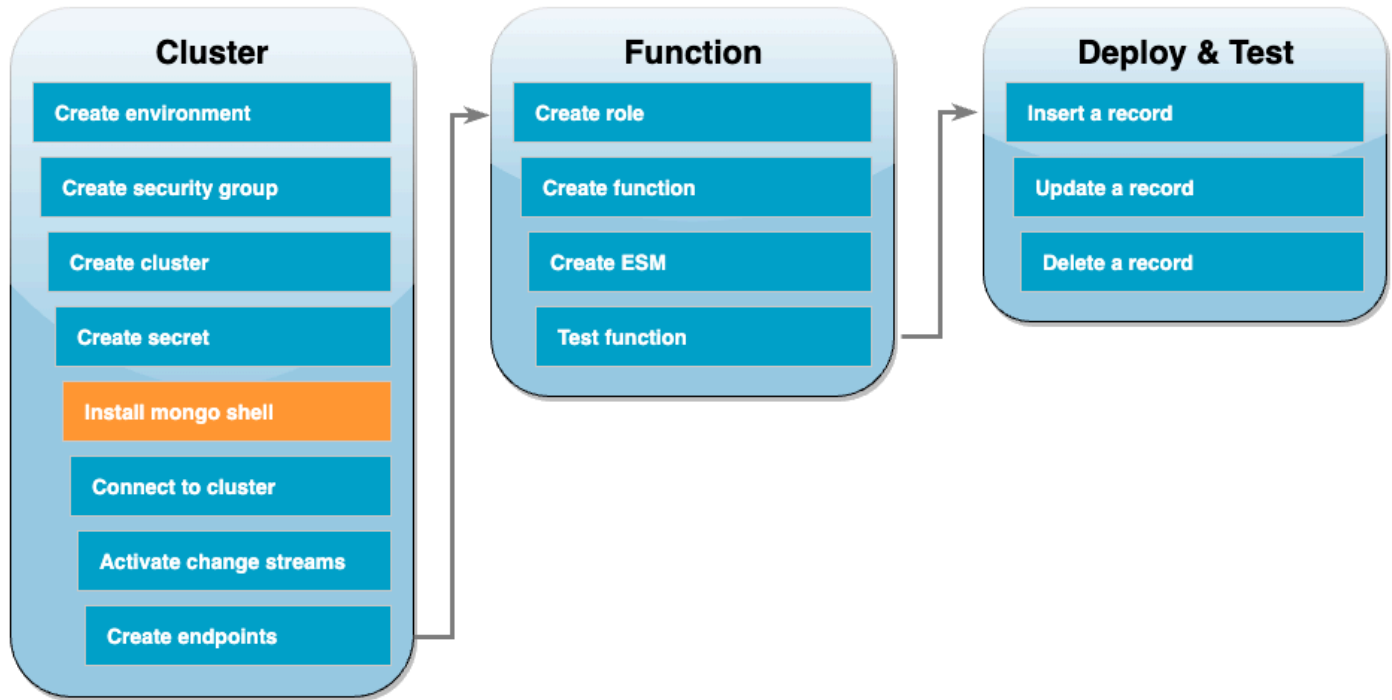 Cluster
Create environment
Create security group
Create cluster
Create secret
Install mongo shell
Connect to cluster
Activate change streams
Create endpoints
Function
Create role
Create function
Create ESM
Test function
Deploy & Test
Insert a record
Update a record
Delete a record